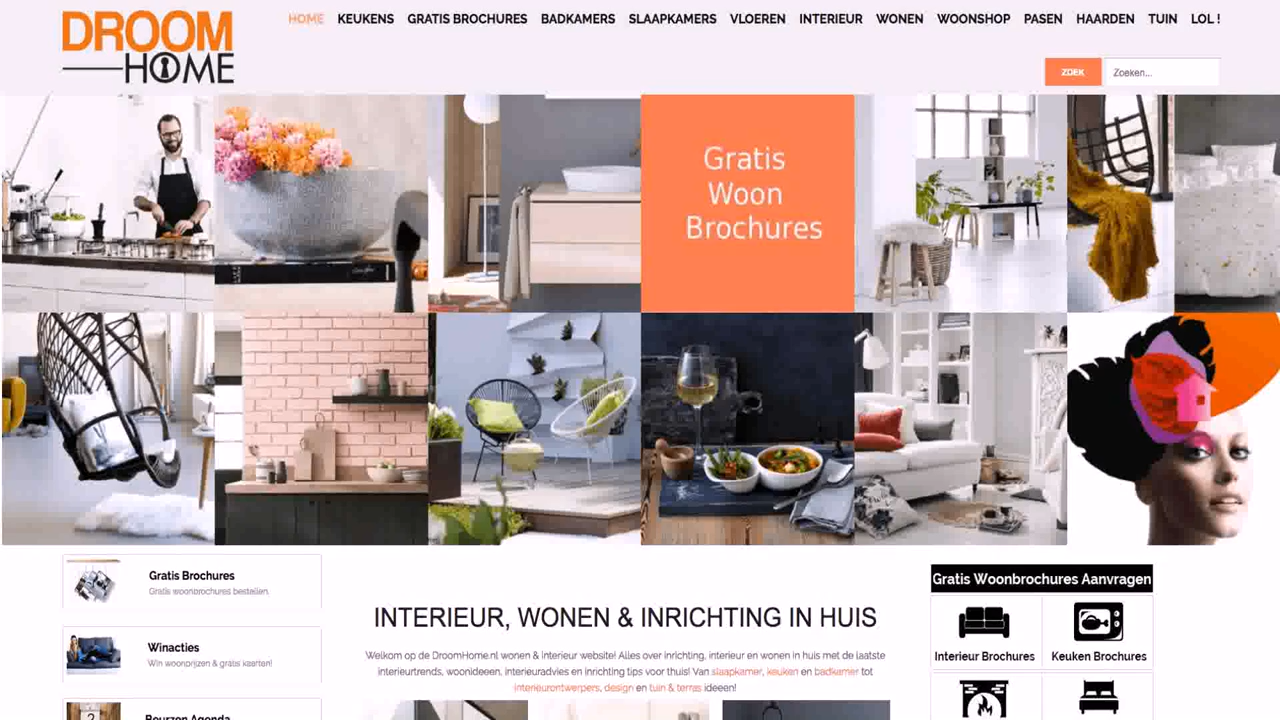 DROOM
HOME
HOME KEUKENS GRATIS BROCHURES BADKAMERS SLAAPKAMERS VLOEREN INTERIEUR WONEN WOONSHOP PASEN HAARDEN TUIN LOL !
ZOEK Zoeken...
Gratis
Woon
Brochures
Gratis Brochures
Gratis woonbrochures bestellen.
Winacties
Win woonprijzen & gratis kaarten!
Beurzen Agenda
2
INTERIEUR, WONEN & INRICHTING IN HUIS
Welkom op de DroomHome.nl wonen & interieur website! Alles over inrichting, interieur en wonen in huis met de laatste
interieurtrends, woonideeen, interieuradvies en inrichting tips voor thuis! Van slaapkamer, keuken en badkamer tot
interieurontwerpers, design en tuin & terras ideeen!
Gratis Woonbrochures Aanvragen
Interieur Brochures
Keuken Brochures